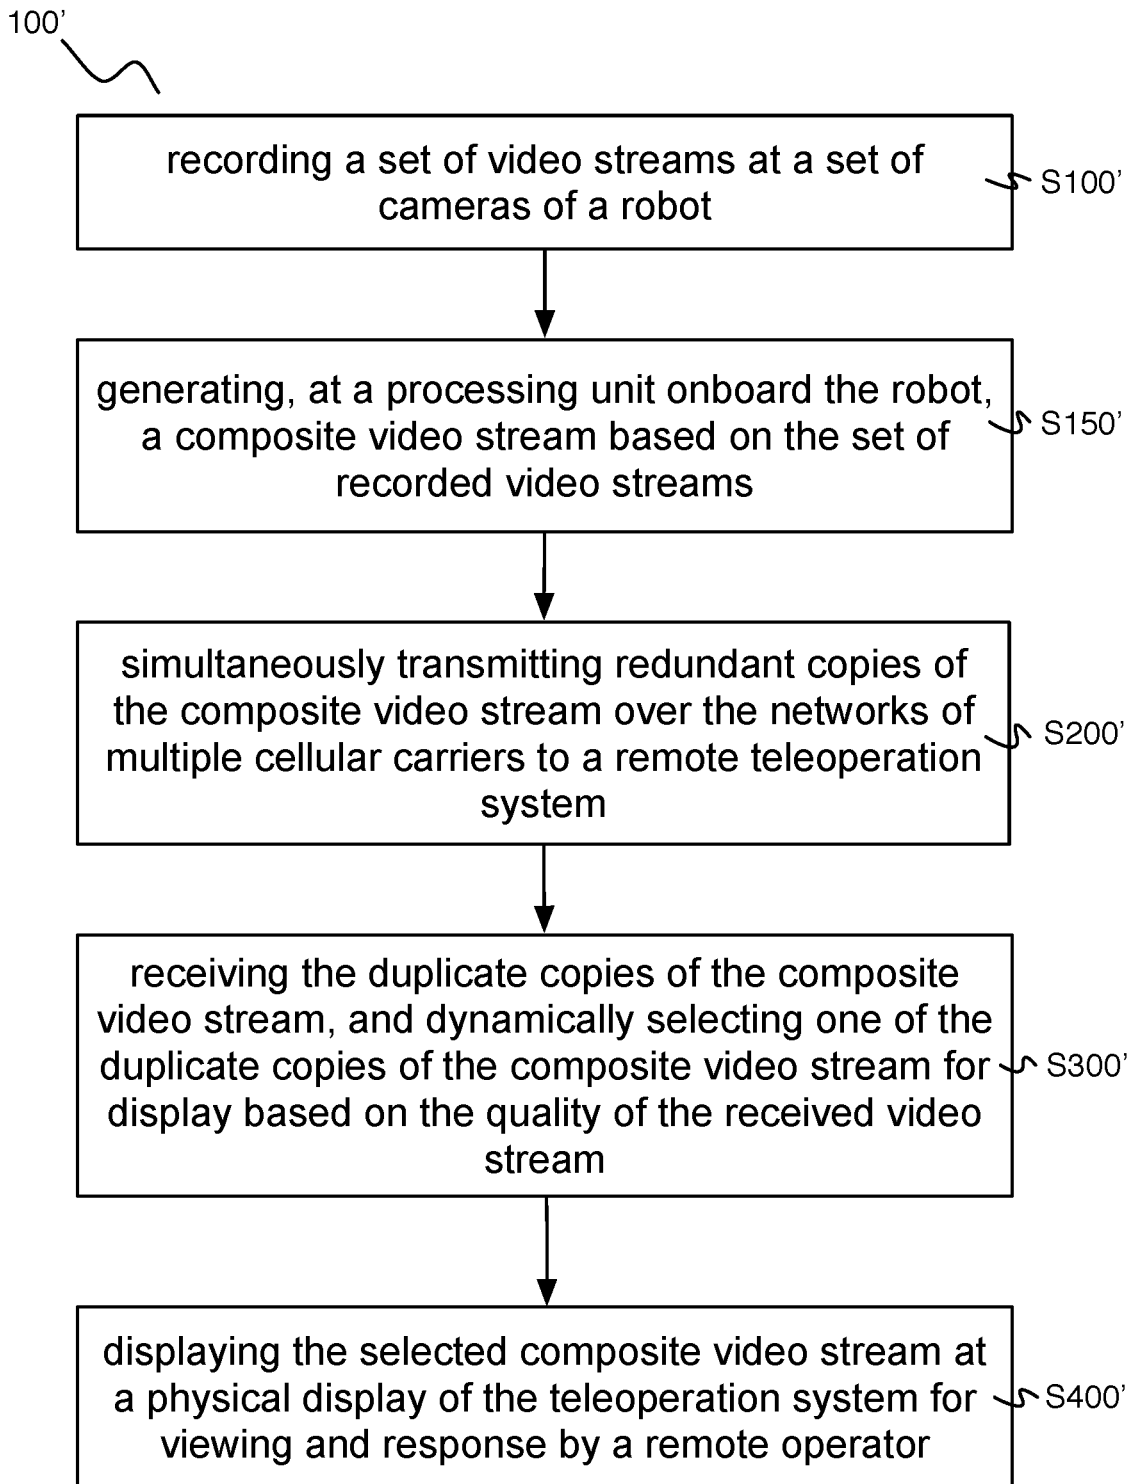 100’
recording a set of video streams at a set of
cameras of a robot
S100’
generating, at a processing unit onboard the robot,
a composite video stream based on the set of
recorded video streams
S150’
simultaneously transmitting redundant copies of
the composite video stream over the networks of
multiple cellular carriers to a remote teleoperation
system
S200’
receiving the duplicate copies of the composite
video stream, and dynamically selecting one of the
duplicate copies of the composite video stream for
display based on the quality of the received video
stream
S300’
displaying the selected composite video stream at
a physical display of the teleoperation system for
viewing and response by a remote operator
S400’